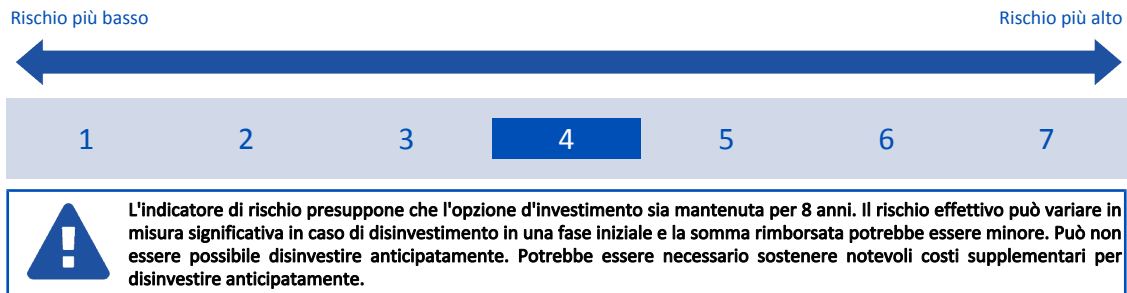 Rischio più basso Rischio più alto
1 2 3 4 5 6 7
L'indicatore di rischio presuppone che l'opzione d'investimento sia mantenuta per 8 anni. Il rischio effettivo può variare in
misura significativa in caso di disinvestimento in una fase iniziale e la somma rimborsata potrebbe essere minore. Può non
essere possibile disinvestire anticipatamente. Potrebbe essere necessario sostenere notevoli costi supplementari per
disinvestire anticipatamente.